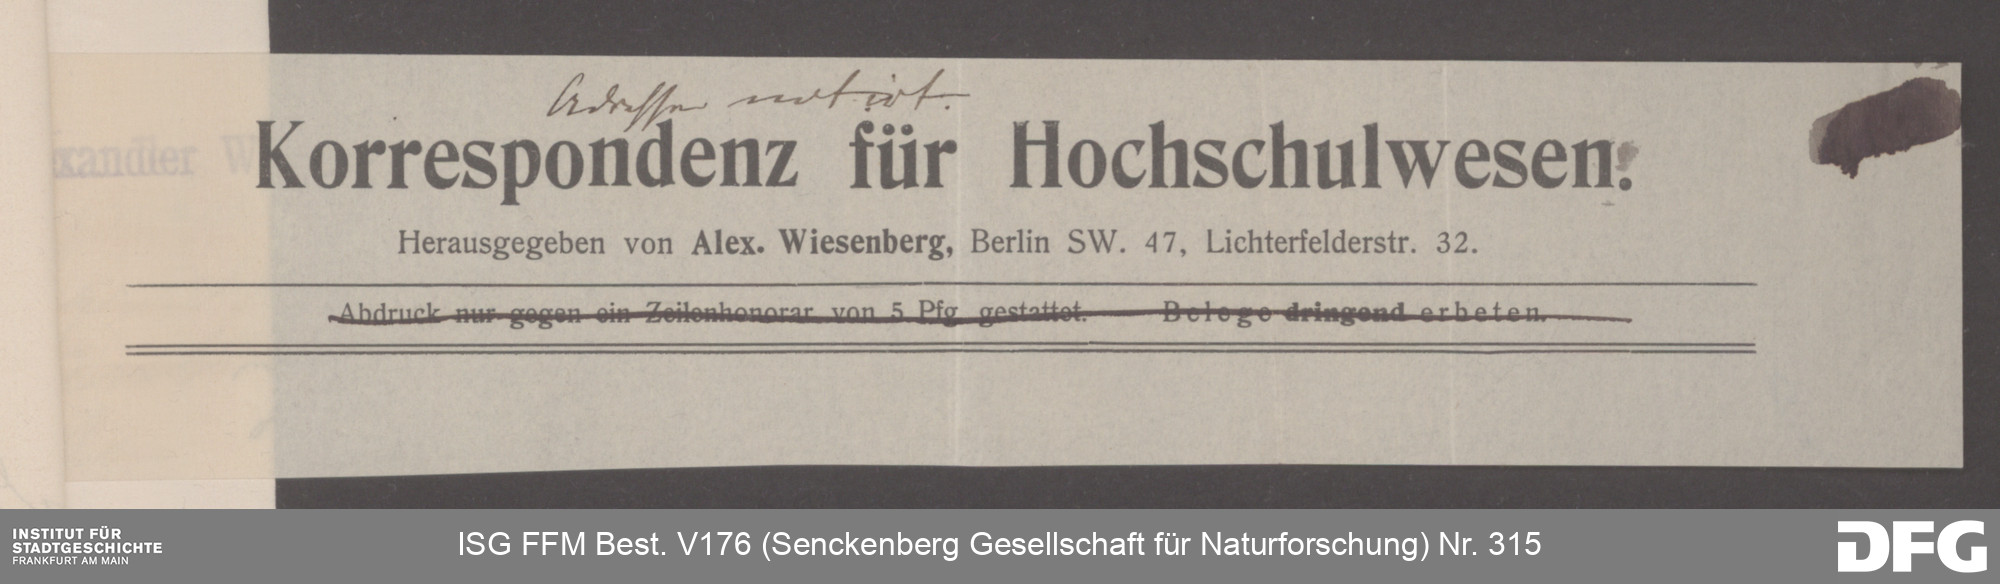 Adresse notirt.
xandler W
Korrespondenz für Hochschulwesen.
Herausgegeben von Alex. Wiesenberg, Berlin SW. 47, Lichterfelderstr. 32.
Abdruck nur gegen ein Zeilenhonorar von 5 Pfg. gestattet. Belege dringend erbeten.
INSTITUT FÜR
STADTGESCHICHTE
FRANKFURT AM MAIN
ISG FFM Best. V176 (Senckenberg Gesellschaft für Naturforschung) Nr. 315
DFG